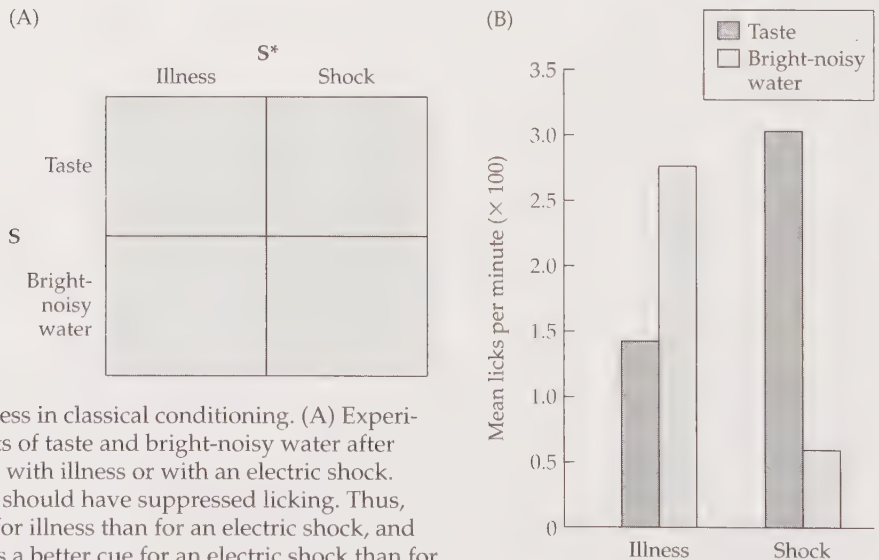 (A)
S*
Illness Shock
Taste
S
Bright-
noisy
water
ess in classical conditioning. (A) Experi-
s of taste and bright-noisy water after
with illness or with an electric shock.
should have suppressed licking. Thus,
for illness than for an electric shock, and
s a better cue for an electric shock than for
(B)
Taste
Bright-noisy
water
Mean licks per minute (× 100)
3.5
3.0
2.5
2.0
1.5
1.0
0.5
0
Illness Shock